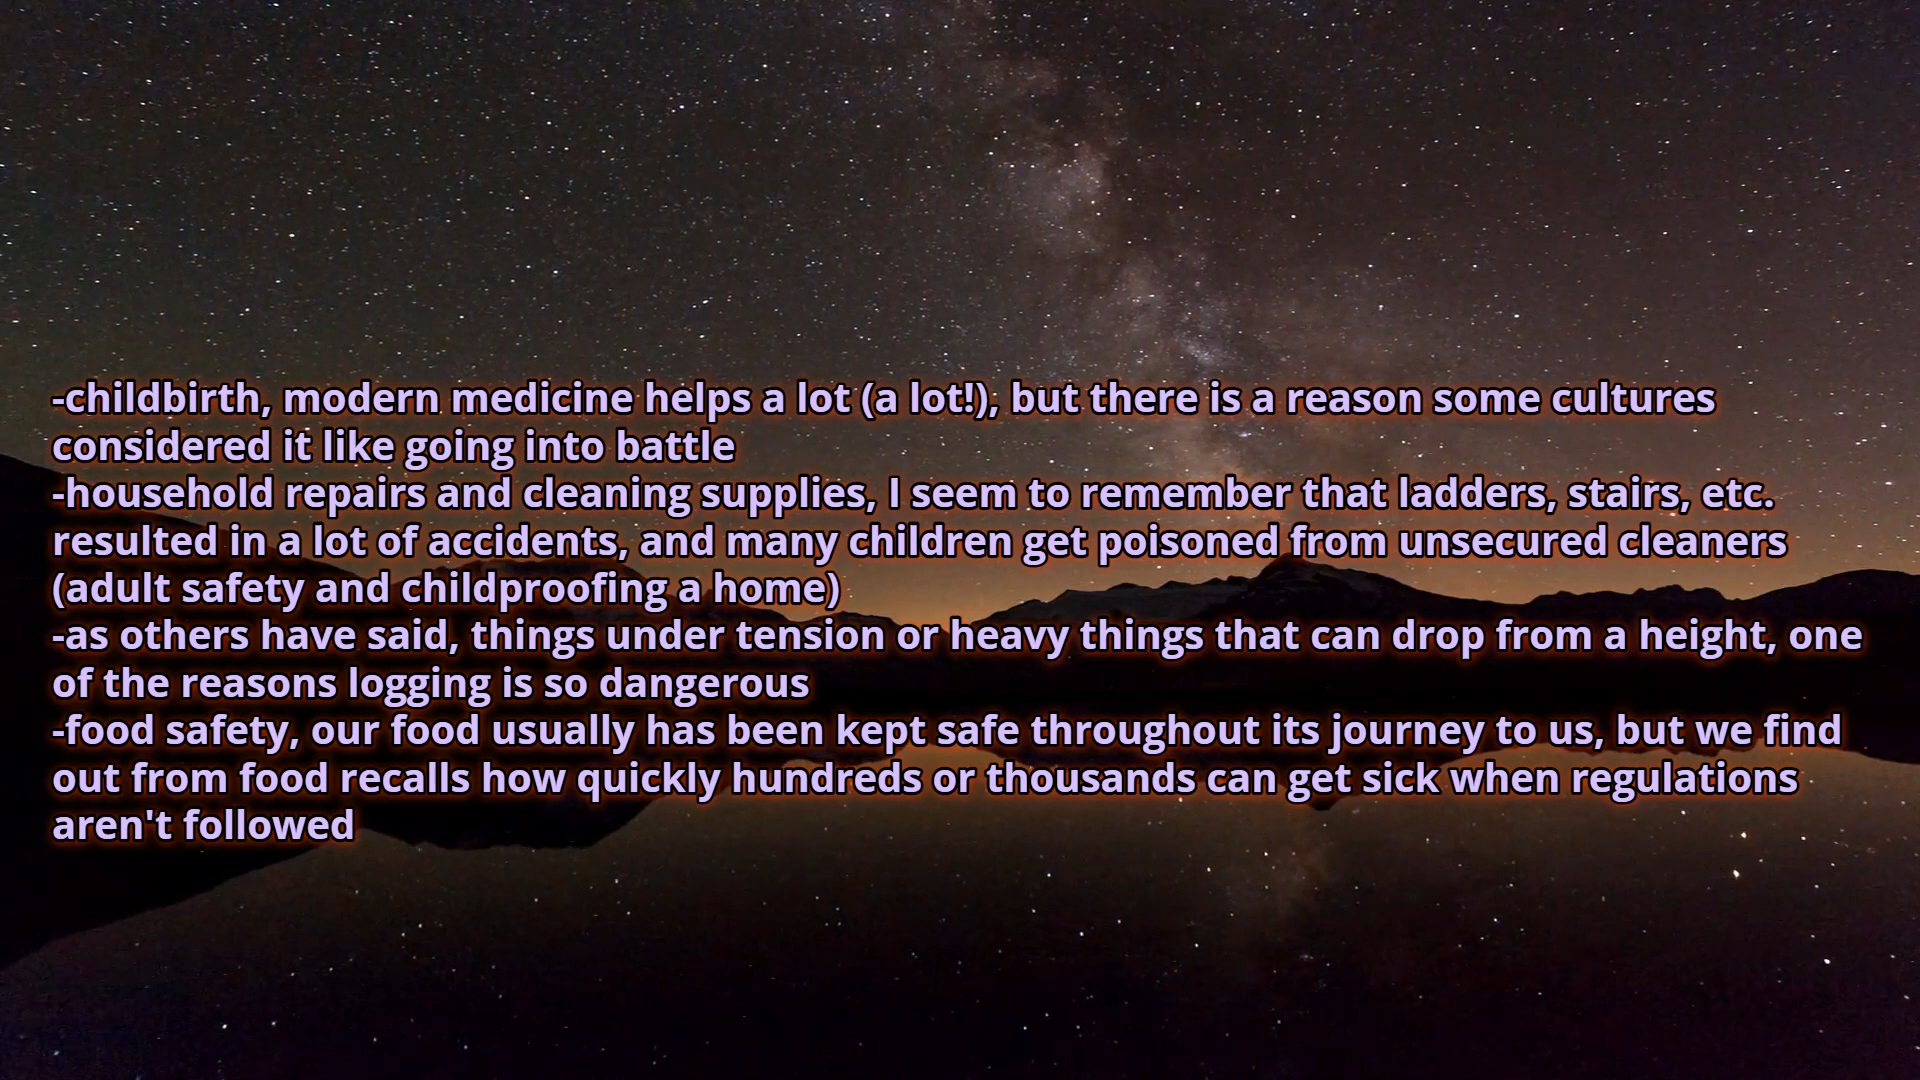 -childbirth, modern medicine helps a lot (a lot!), but there is a reason some cultures
considered it like going into battle
-household repairs and cleaning supplies, I seem to remember that ladders, stairs, etc.
resulted in a lot of accidents, and many children get poisoned from unsecured cleaners
(adult safety and childproofing a home)
-as others have said, things under tension or heavy things that can drop from a height, one
of the reasons logging is so dangerous
-food safety, our food usually has been kept safe throughout its journey to us, but we find
out from food recalls how quickly hundreds or thousands can get sick when regulations
aren't followed